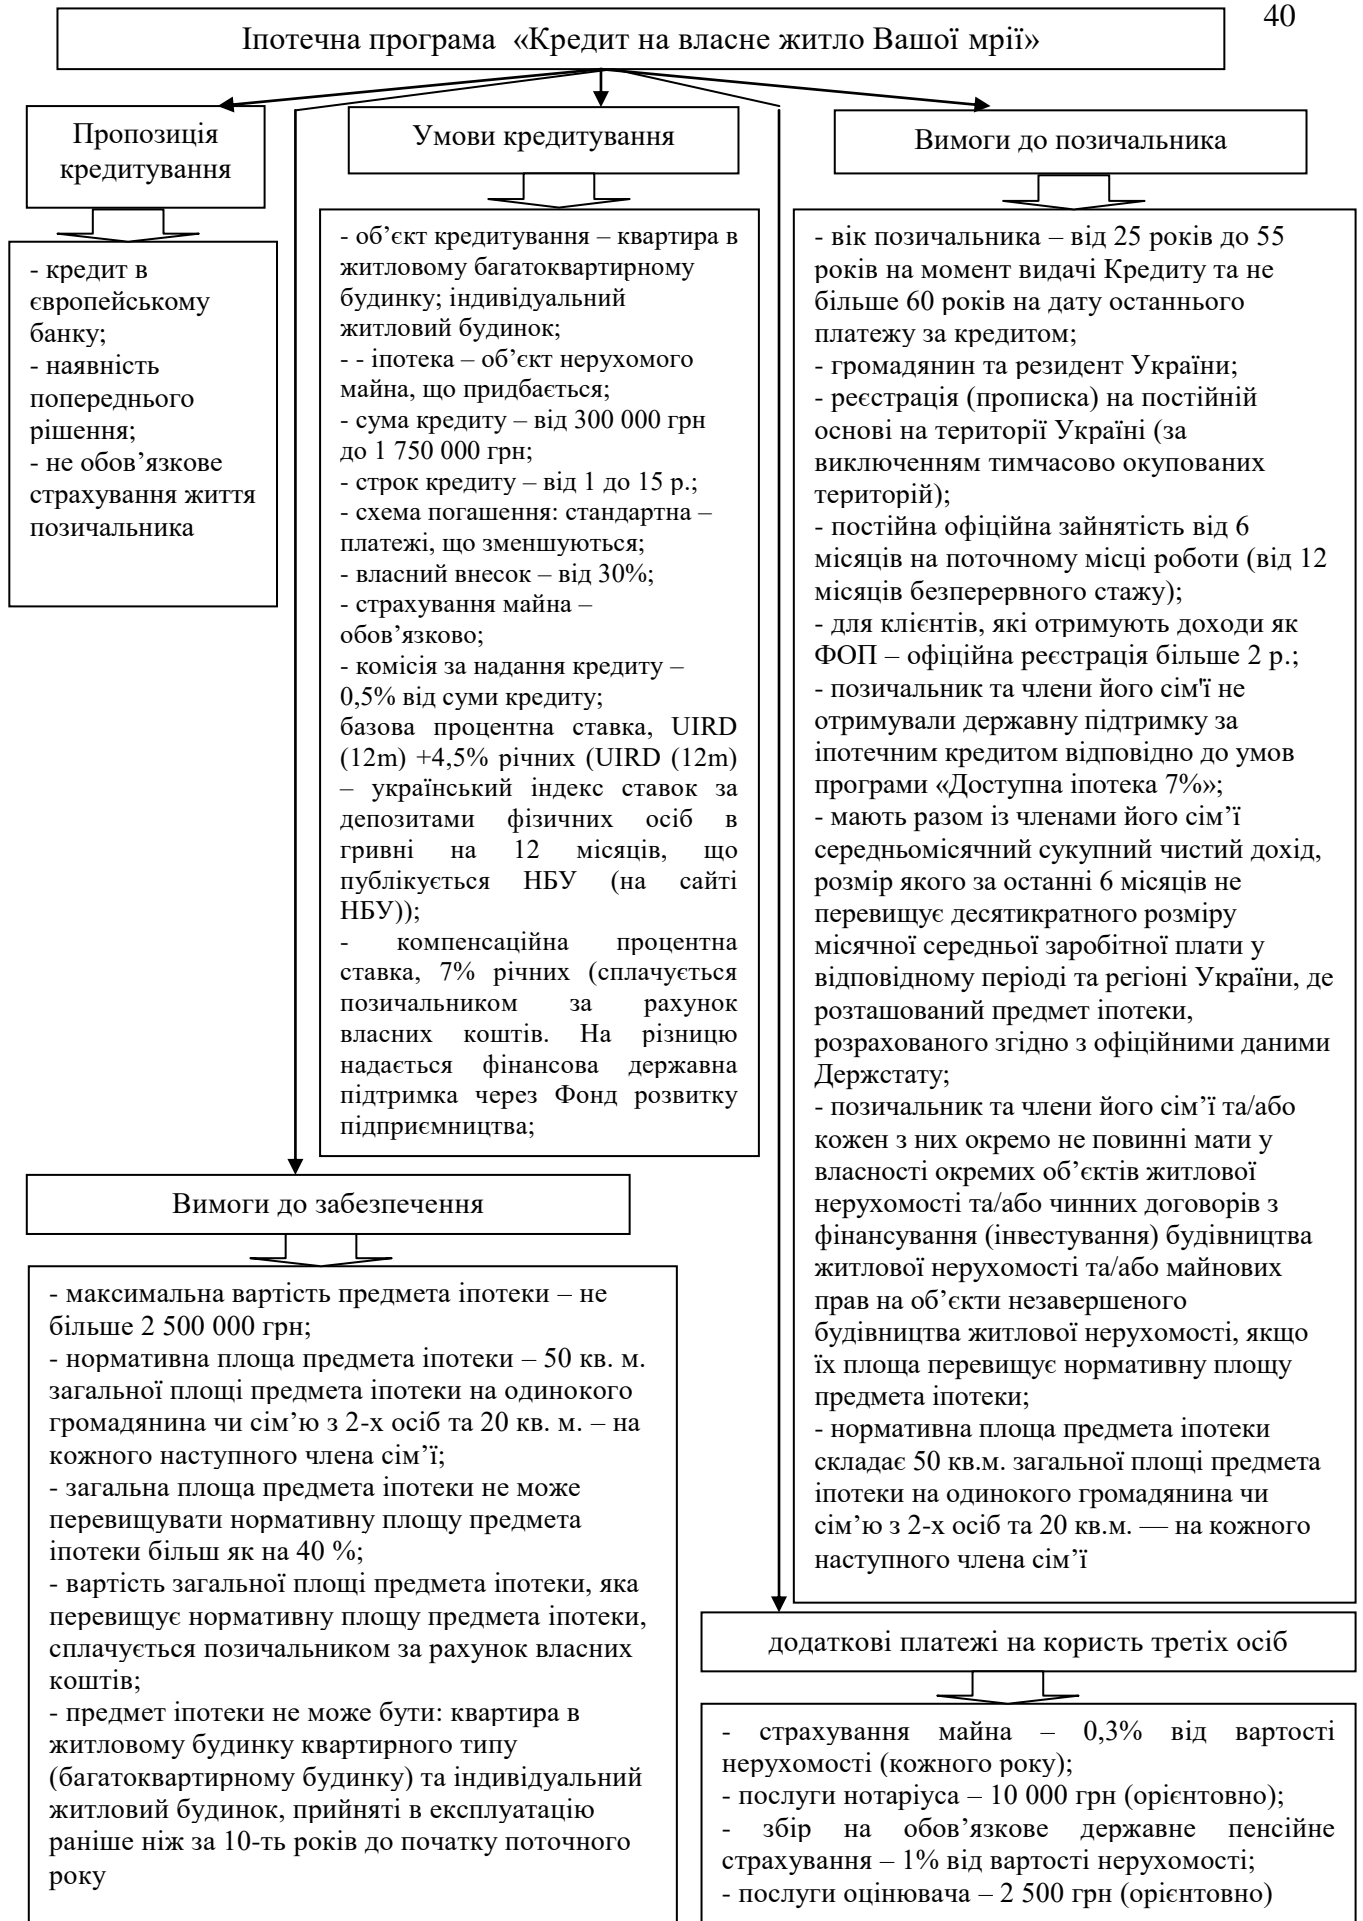 40
Іпотечна програма «Кредит на власне житло Вашої мрії»
Пропозиція
кредитування
- кредит в
європейському
банку;
- наявність
попереднього
рішення;
- не обов’язкове
страхування життя
позичальника
Умови кредитування
- об’єкт кредитування – квартира в
житловому багатоквартирному
будинку; індивідуальний
житловий будинок;
- - іпотека – об’єкт нерухомого
майна, що придбається;
- сума кредиту – від 300 000 грн
до 1 750 000 грн;
- строк кредиту – від 1 до 15 р.;
- схема погашення: стандартна –
платежі, що зменшуються;
- власний внесок – від 30%;
- страхування майна –
обов’язково;
- комісія за надання кредиту –
0,5% від суми кредиту;
базова процентна ставка, UIRD
(12m) +4,5% річних (UIRD (12m)
– український індекс ставок за
депозитами фізичних осіб в
гривні на 12 місяців, що
публікується НБУ (на сайті
НБУ));
- компенсаційна процентна
ставка, 7% річних (сплачується
позичальником за рахунок
власних коштів. На різницю
надається фінансова державна
підтримка через Фонд розвитку
підприємництва;
Вимоги до позичальника
- вік позичальника – від 25 років до 55
років на момент видачі Кредиту та не
більше 60 років на дату останнього
платежу за кредитом;
- громадянин та резидент України;
- реєстрація (прописка) на постійній
основі на території Україні (за
виключенням тимчасово окупованих
територій);
- постійна офіційна зайнятість від 6
місяців на поточному місці роботи (від 12
місяців безперервного стажу);
- для клієнтів, які отримують доходи як
ФОП – офіційна реєстрація більше 2 р.;
- позичальник та члени його сім'ї не
отримували державну підтримку за
іпотечним кредитом відповідно до умов
програми «Доступна іпотека 7%»;
- мають разом із членами його сім’ї
середньомісячний сукупний чистий дохід,
розмір якого за останні 6 місяців не
перевищує десятикратного розміру
місячної середньої заробітної плати у
відповідному періоді та регіоні України, де
розташований предмет іпотеки,
розрахованого згідно з офіційними даними
Держстату;
- позичальник та члени його сім’ї та/або
кожен з них окремо не повинні мати у
власності окремих об’єктів житлової
нерухомості та/або чинних договорів з
фінансування (інвестування) будівництва
житлової нерухомості та/або майнових
прав на об’єкти незавершеного
будівництва житлової нерухомості, якщо
їх площа перевищує нормативну площу
предмета іпотеки;
- нормативна площа предмета іпотеки
складає 50 кв.м. загальної площі предмета
іпотеки на одинокого громадянина чи
сім’ю з 2-х осіб та 20 кв.м. — на кожного
наступного члена сім’ї
Вимоги до забезпечення
- максимальна вартість предмета іпотеки – не
більше 2 500 000 грн;
- нормативна площа предмета іпотеки – 50 кв. м.
загальної площі предмета іпотеки на одинокого
громадянина чи сім’ю з 2-х осіб та 20 кв. м. – на
кожного наступного члена сім’ї;
- загальна площа предмета іпотеки не може
перевищувати нормативну площу предмета
іпотеки більш як на 40 %;
- вартість загальної площі предмета іпотеки, яка
перевищує нормативну площу предмета іпотеки,
сплачується позичальником за рахунок власних
коштів;
- предмет іпотеки не може бути: квартира в
житловому будинку квартирного типу
(багатоквартирному будинку) та індивідуальний
житловий будинок, прийняті в експлуатацію
раніше ніж за 10-ть років до початку поточного
року
додаткові платежі на користь третіх осіб
- страхування майна – 0,3% від вартості
нерухомості (кожного року);
- послуги нотаріуса – 10 000 грн (орієнтовно);
- збір на обов’язкове державне пенсійне
страхування – 1% від вартості нерухомості;
- послуги оцінювача – 2 500 грн (орієнтовно)